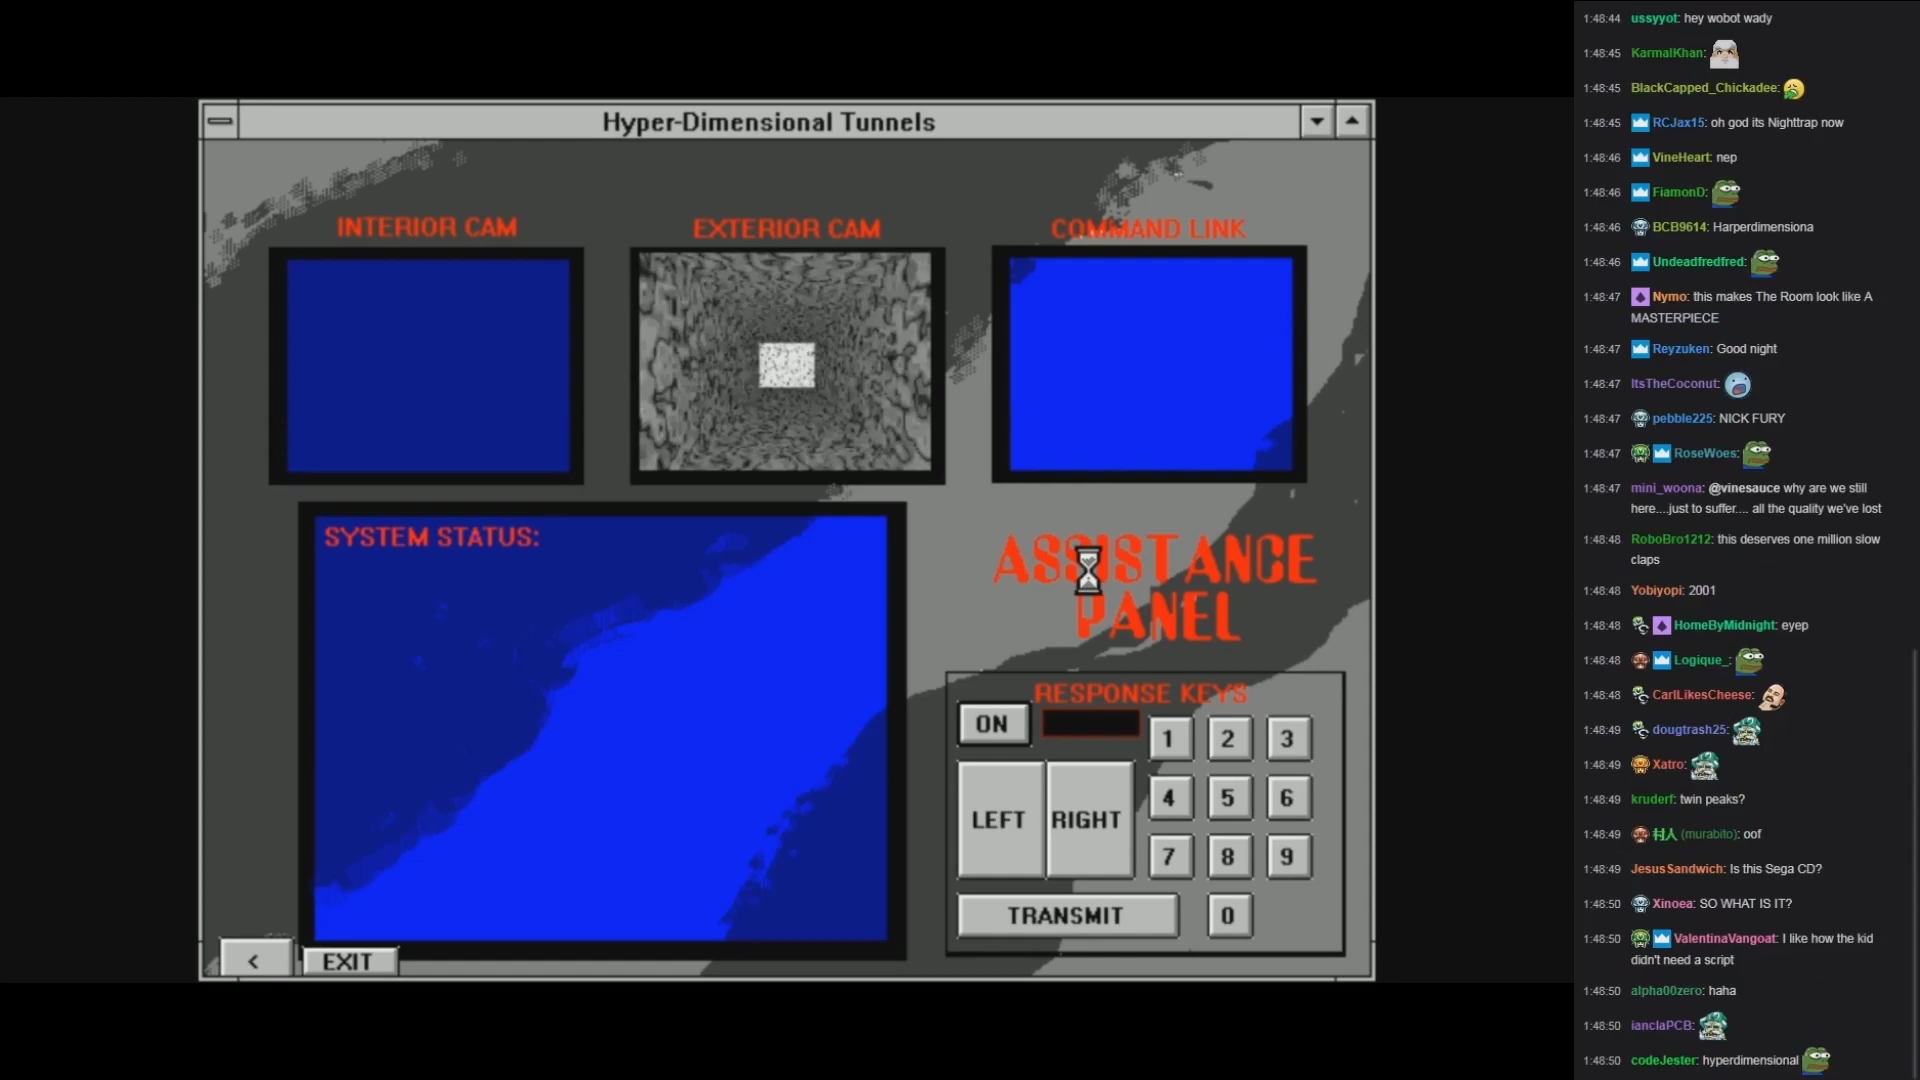 Hyper-Dimensional Tunnels
INTERIOR CAM
EXTERIOR CAM
COMMAND LINK
SYSTEM STATUS:
ASSISTANCE
PANEL
RESPONSE KEYS
ON
1 2 3
LEFT RIGHT
4 5 6
7 8 9
TRANSMIT
0
< EXIT
1:48:44 ussyyot: hey wobot wady
1:48:45 KarmalKhan:
1:48:45 BlackCapped_Chickadee:
1:48:45 RCJax15: oh god its Nighttrap now
1:48:46 VineHeart: nep
1:48:46 FiamonD:
1:48:46 BCB9614: Harperdimensiona
1:48:46 Undeadfredfred:
1:48:47 Nymo: this makes The Room look like A
MASTERPIECE
1:48:47 Reyzuken: Good night
1:48:47 ItsTheCoconut:
1:48:47 pebble225: NICK FURY
1:48:47 RoseWoes:
1:48:47 mini_woona: @vinesauce why are we still
here....just to suffer.... all the quality we've lost
1:48:48 RoboBro1212: this deserves one million slow
claps
1:48:48 Yobiyopi: 2001
1:48:48 HomeByMidnight: eyep
1:48:48 Logique_:
1:48:48 CarlLikesCheese:
1:48:49 dougtrash25:
1:48:49 Xatro:
1:48:49 kruderf: twin peaks?
1:48:49 村人 (murabito): oof
1:48:49 JesusSandwich: Is this Sega CD?
1:48:50 Xinoea: SO WHAT IS IT?
1:48:50 ValentinaVangoat: I like how the kid
didn't need a script
1:48:50 alpha00zero: haha
1:48:50 ianclaPCB:
1:48:50 codeJester: hyperdimensional